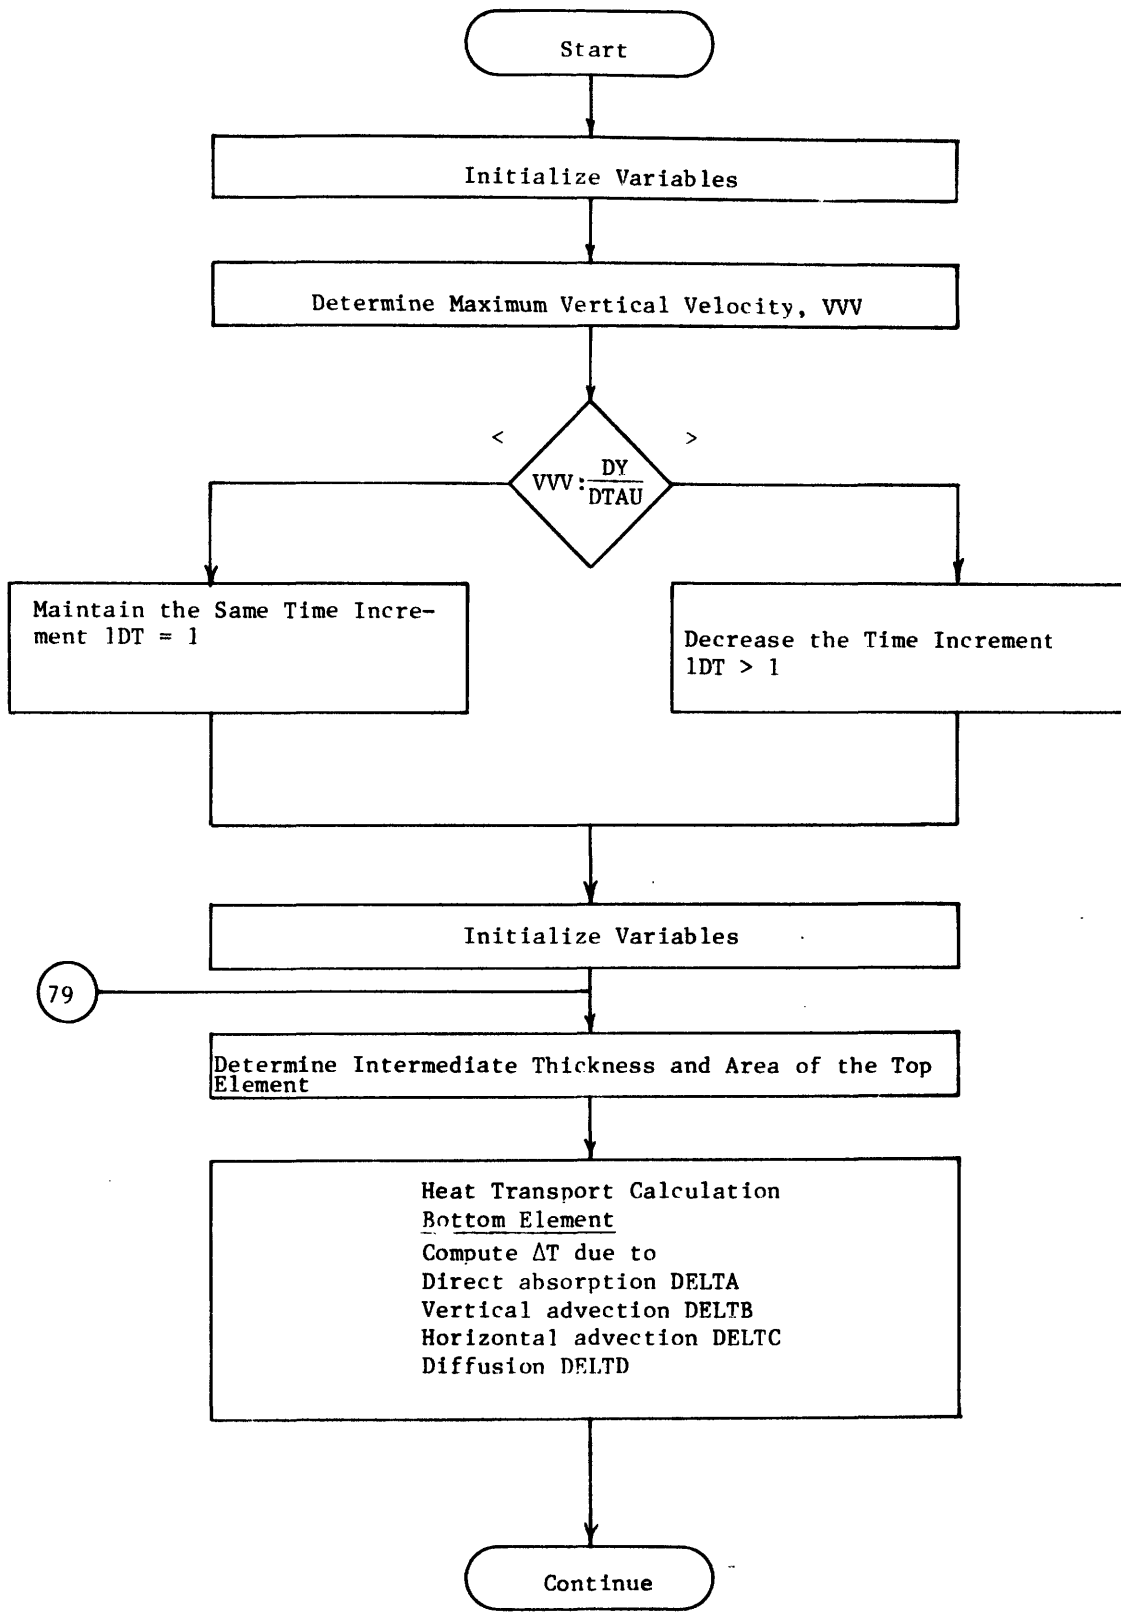 Start
Initialize Variables
Determine Maximum Vertical Velocity, VVV
< >
VVV: DY
DTAU
Maintain the Same Time Incre-
ment 1DT = 1
Decrease the Time Increment
1DT > 1
Initialize Variables
79
Determine Intermediate Thickness and Area of the Top
Element
Heat Transport Calculation
Bottom Element
Compute ΔT due to
Direct absorption DELTA
Vertical advection DELTB
Horizontal advection DELTC
Diffusion DELTD
Continue